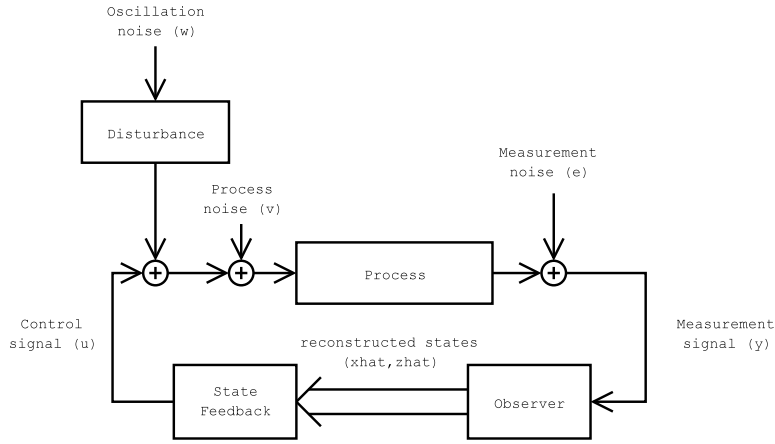 Oscillation
noise (w)
Disturbance
Measurement
noise (e)
Process
noise (v)
Process
Control
signal (u)
reconstructed states
(xhat,zhat)
Measurement
signal (y)
State
Feedback
Observer